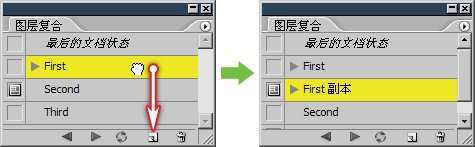 图层复合
最后的文档状态
First
Second
Third
图层复合
最后的文档状态
First
First 副本
Second